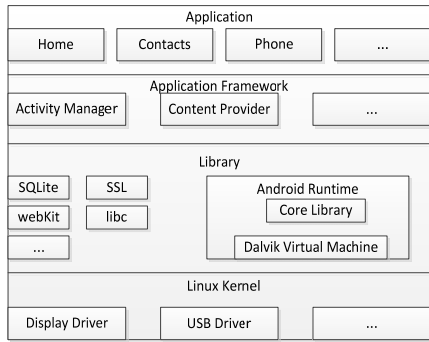 Application
Home
Contacts
Phone
...
Application Framework
Activity Manager
Content Provider
...
Library
SQLite
SSL
webKit
libc
...
Android Runtime
Core Library
Dalvik Virtual Machine
Linux Kernel
Display Driver
USB Driver
...